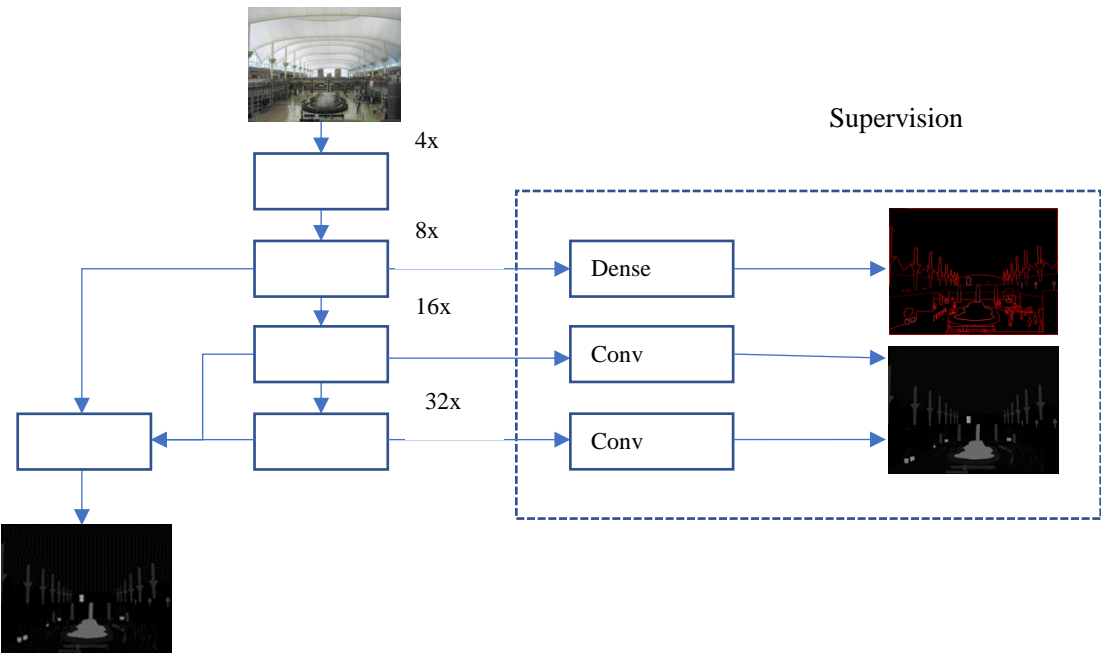 Supervision
4x
8x
Dense
16x
Conv
32x
Conv